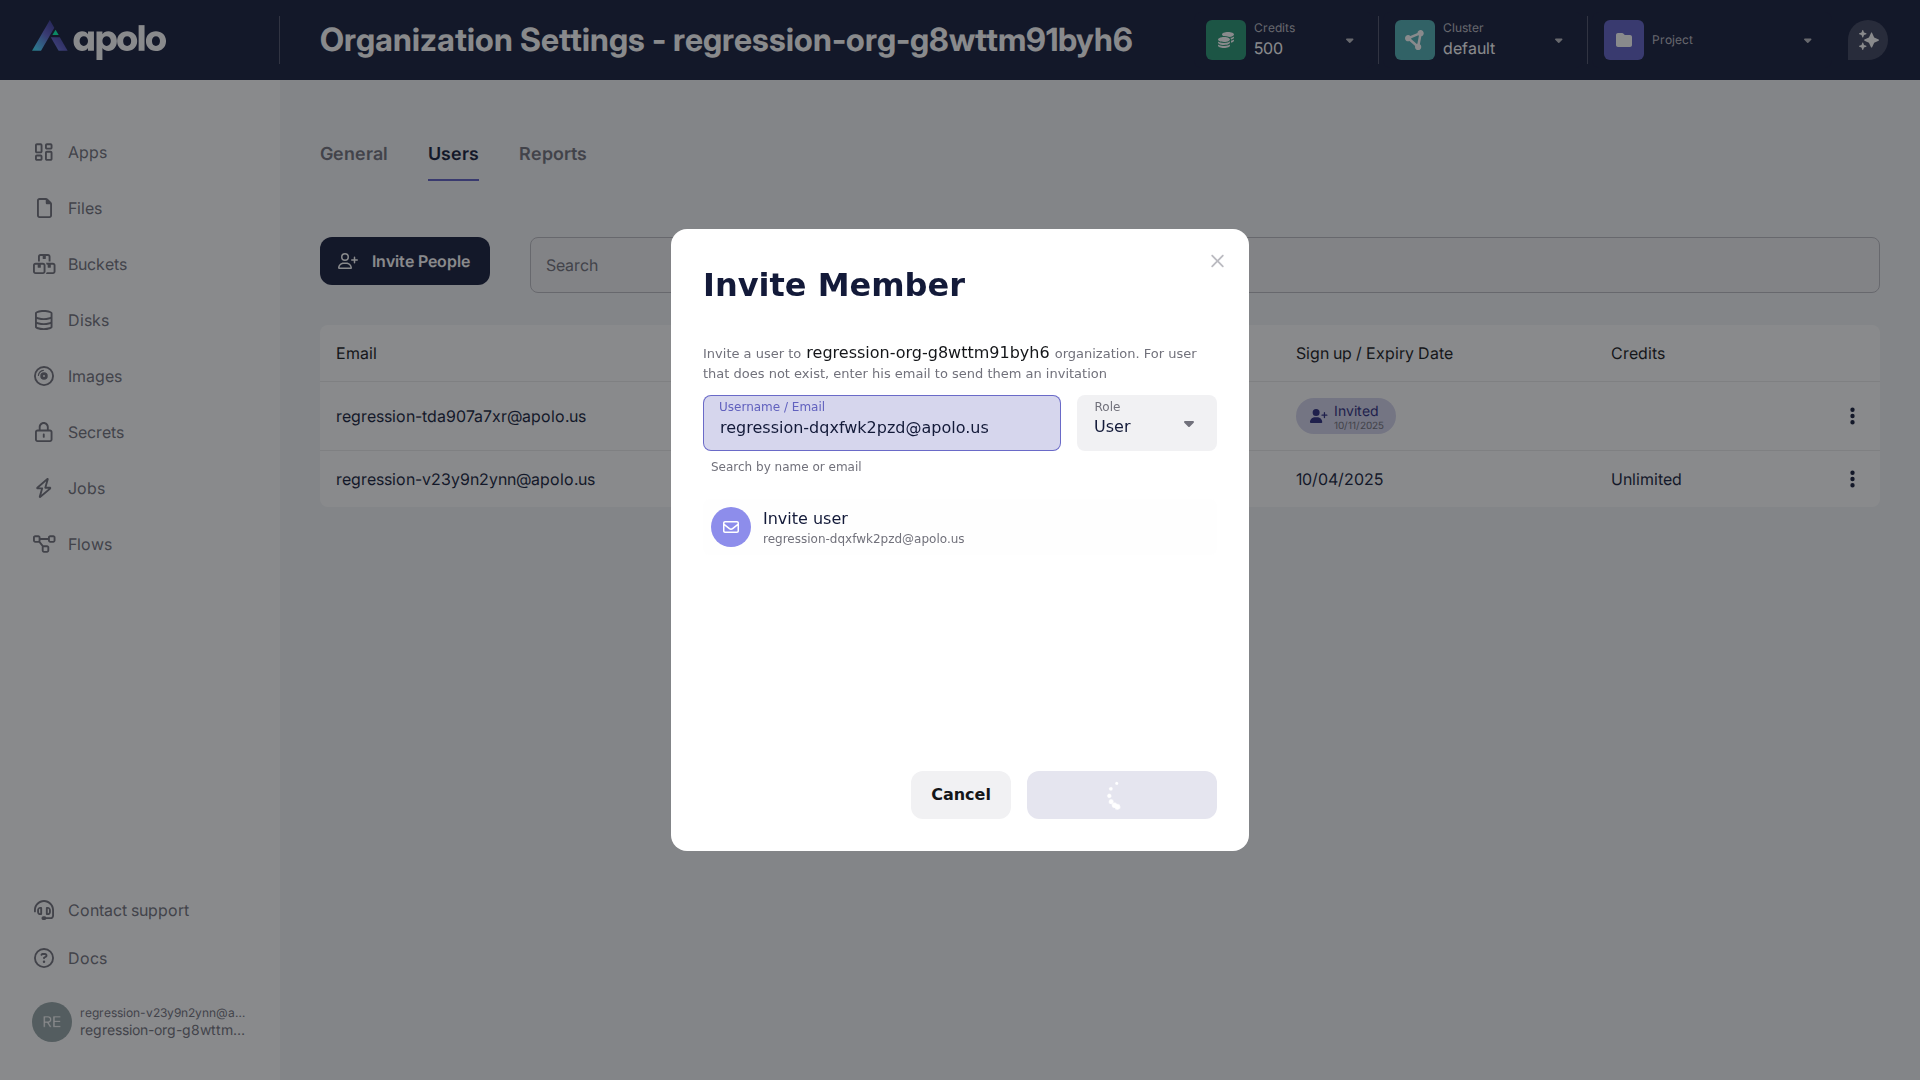 apolo
Organization Settings - regression-org-g8wttm91byh6
Credits
500
Cluster
default
Project
Apps
Files
Buckets
Disks
Images
Secrets
Jobs
Flows
Contact support
Docs
RE
regression-v23y9n2ynn@a...
regression-org-g8wttm...
General
Users
Reports
Invite People
Search
Email
Sign up / Expiry Date
Credits
regression-tda907a7xr@apolo.us
Invited
10/11/2025
regression-v23y9n2ynn@apolo.us
10/04/2025
Unlimited
Invite Member
Invite a user to regression-org-g8wttm91byh6 organization. For user
that does not exist, enter his email to send them an invitation
Username / Email
regression-dqxfwk2pzd@apolo.us
Role
User
Search by name or email
Invite user
regression-dqxfwk2pzd@apolo.us
Cancel